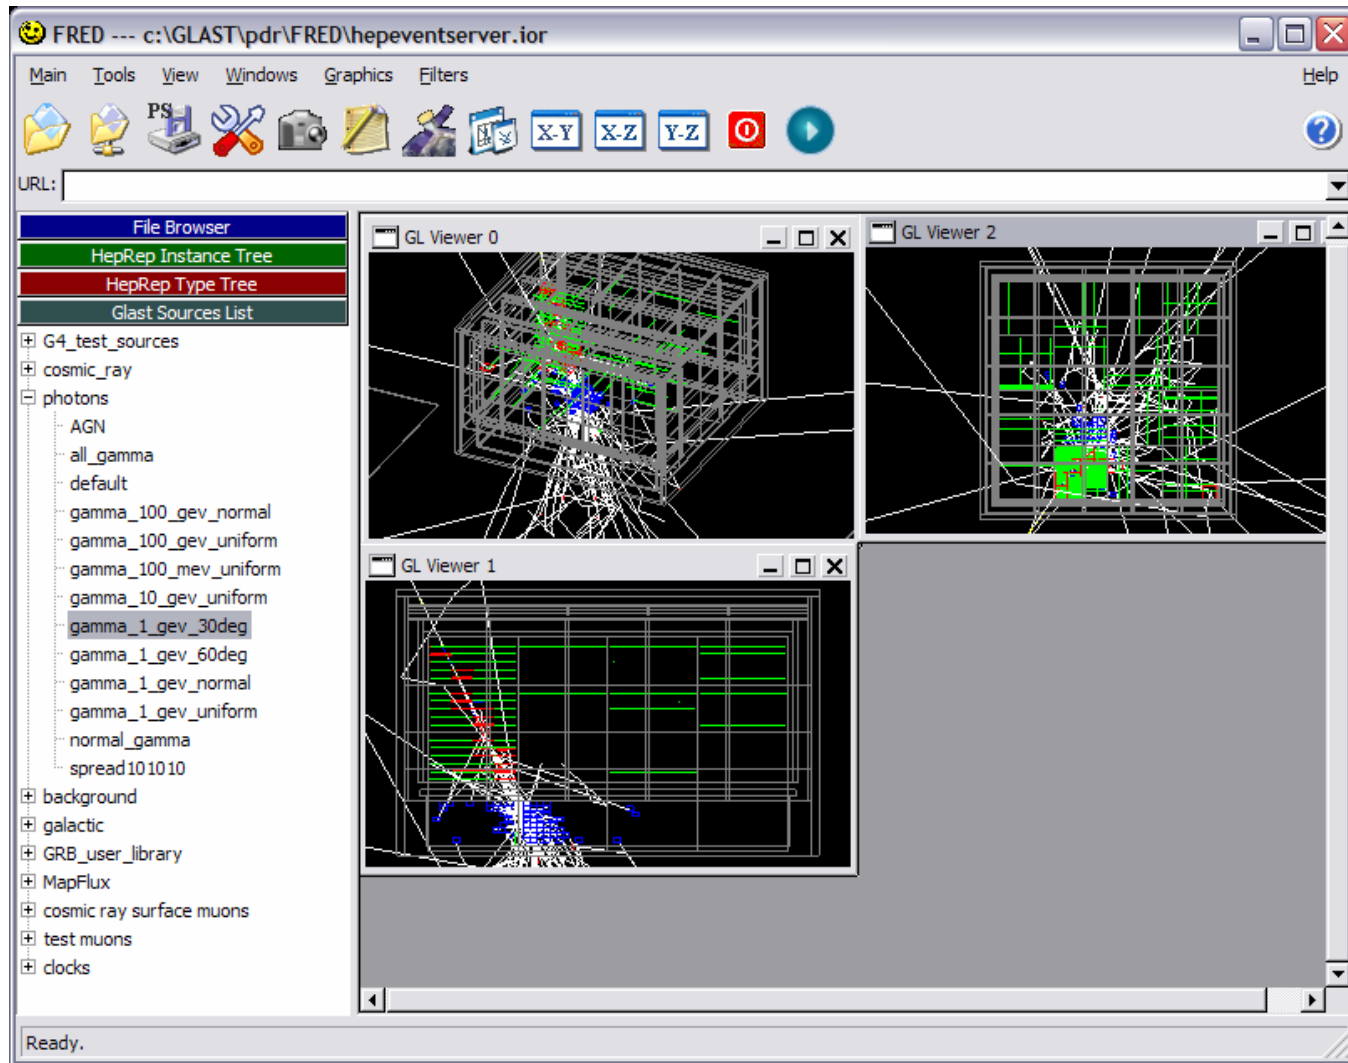 FRED --- c:\GLAST\pdr\FRED\hepeventserver.ior
Main Tools View Windows Graphics Filters Help
PS X-Y X-Z Y-Z
URL:
File Browser
HepRep Instance Tree
HepRep Type Tree
Glast Sources List
G4_test_sources
cosmic_ray
photons
AGN
all_gamma
default
gamma_100_gev_normal
gamma_100_gev_uniform
gamma_100_mev_uniform
gamma_10_gev_uniform
gamma_1_gev_30deg
gamma_1_gev_60deg
gamma_1_gev_normal
gamma_1_gev_uniform
normal_gamma
spread101010
background
galactic
GRB_user_library
MapFlux
cosmic ray surface muons
test muons
clocks
GL Viewer 0
GL Viewer 2
GL Viewer 1
Ready.